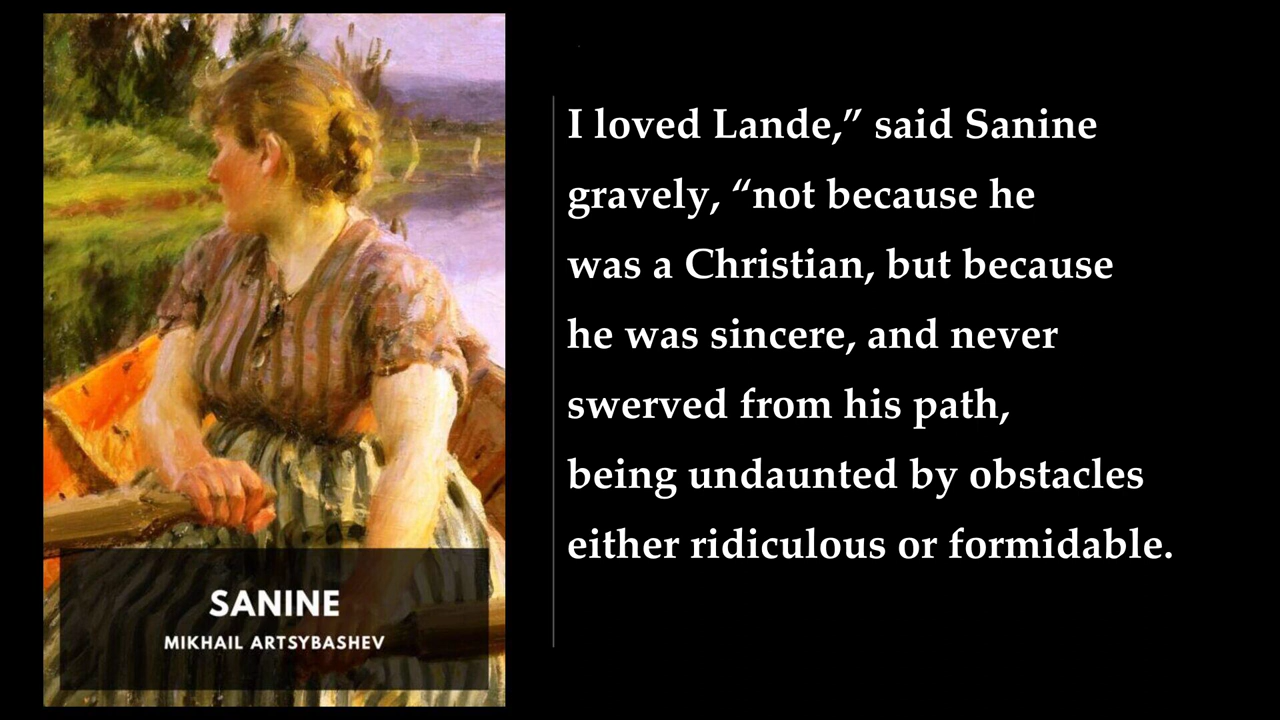 SANINE
MIKHAIL ARTSYBASHEV
I loved Lande,” said Sanine
gravely, “not because he
was a Christian, but because
he was sincere, and never
swerved from his path,
being undaunted by obstacles
either ridiculous or formidable.